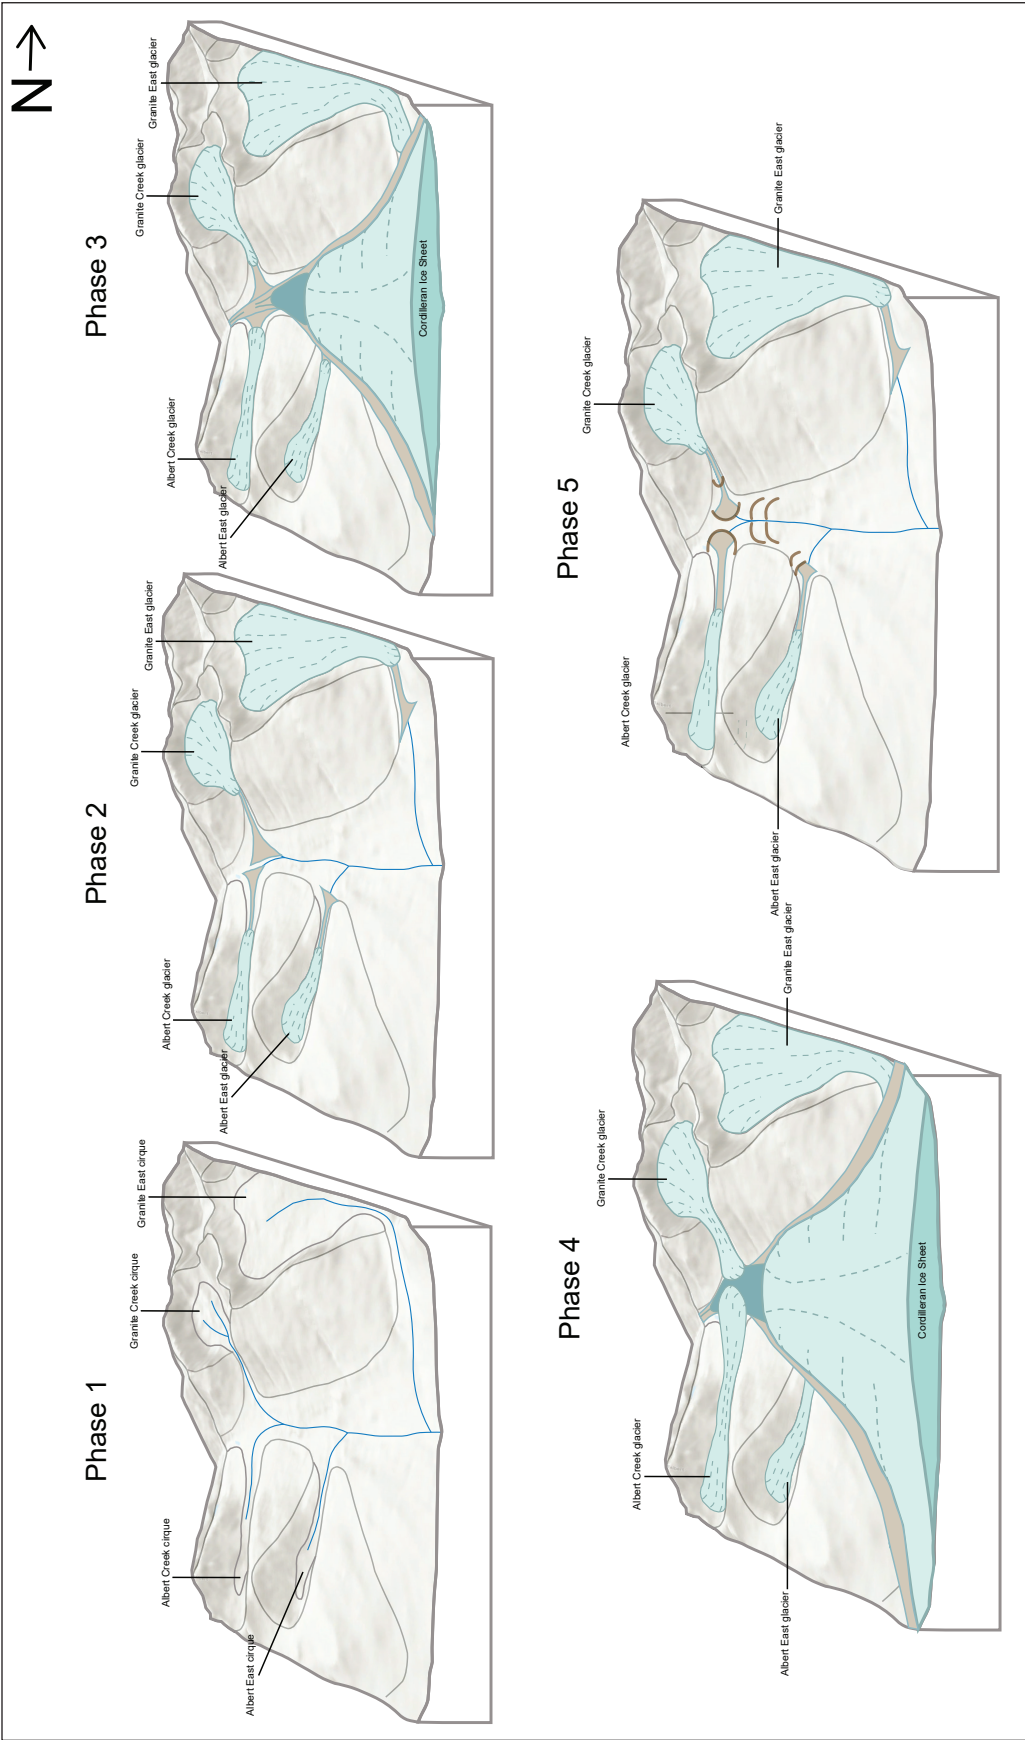 N
Phase 1
Albert East cirque
Albert Creek cirque
Granite Creek cirque
Granite East cirque
Phase 2
Albert East glacier
Albert Creek glacier
Granite Creek glacier
Granite East glacier
Phase 3
Albert East glacier
Albert Creek glacier
Granite Creek glacier
Granite East glacier
Cordilleran Ice Sheet
Phase 4
Albert East glacier
Albert Creek glacier
Granite Creek glacier
Granite East glacier
Cordilleran Ice Sheet
Phase 5
Albert East glacier
Albert Creek glacier
Granite Creek glacier
Granite East glacier